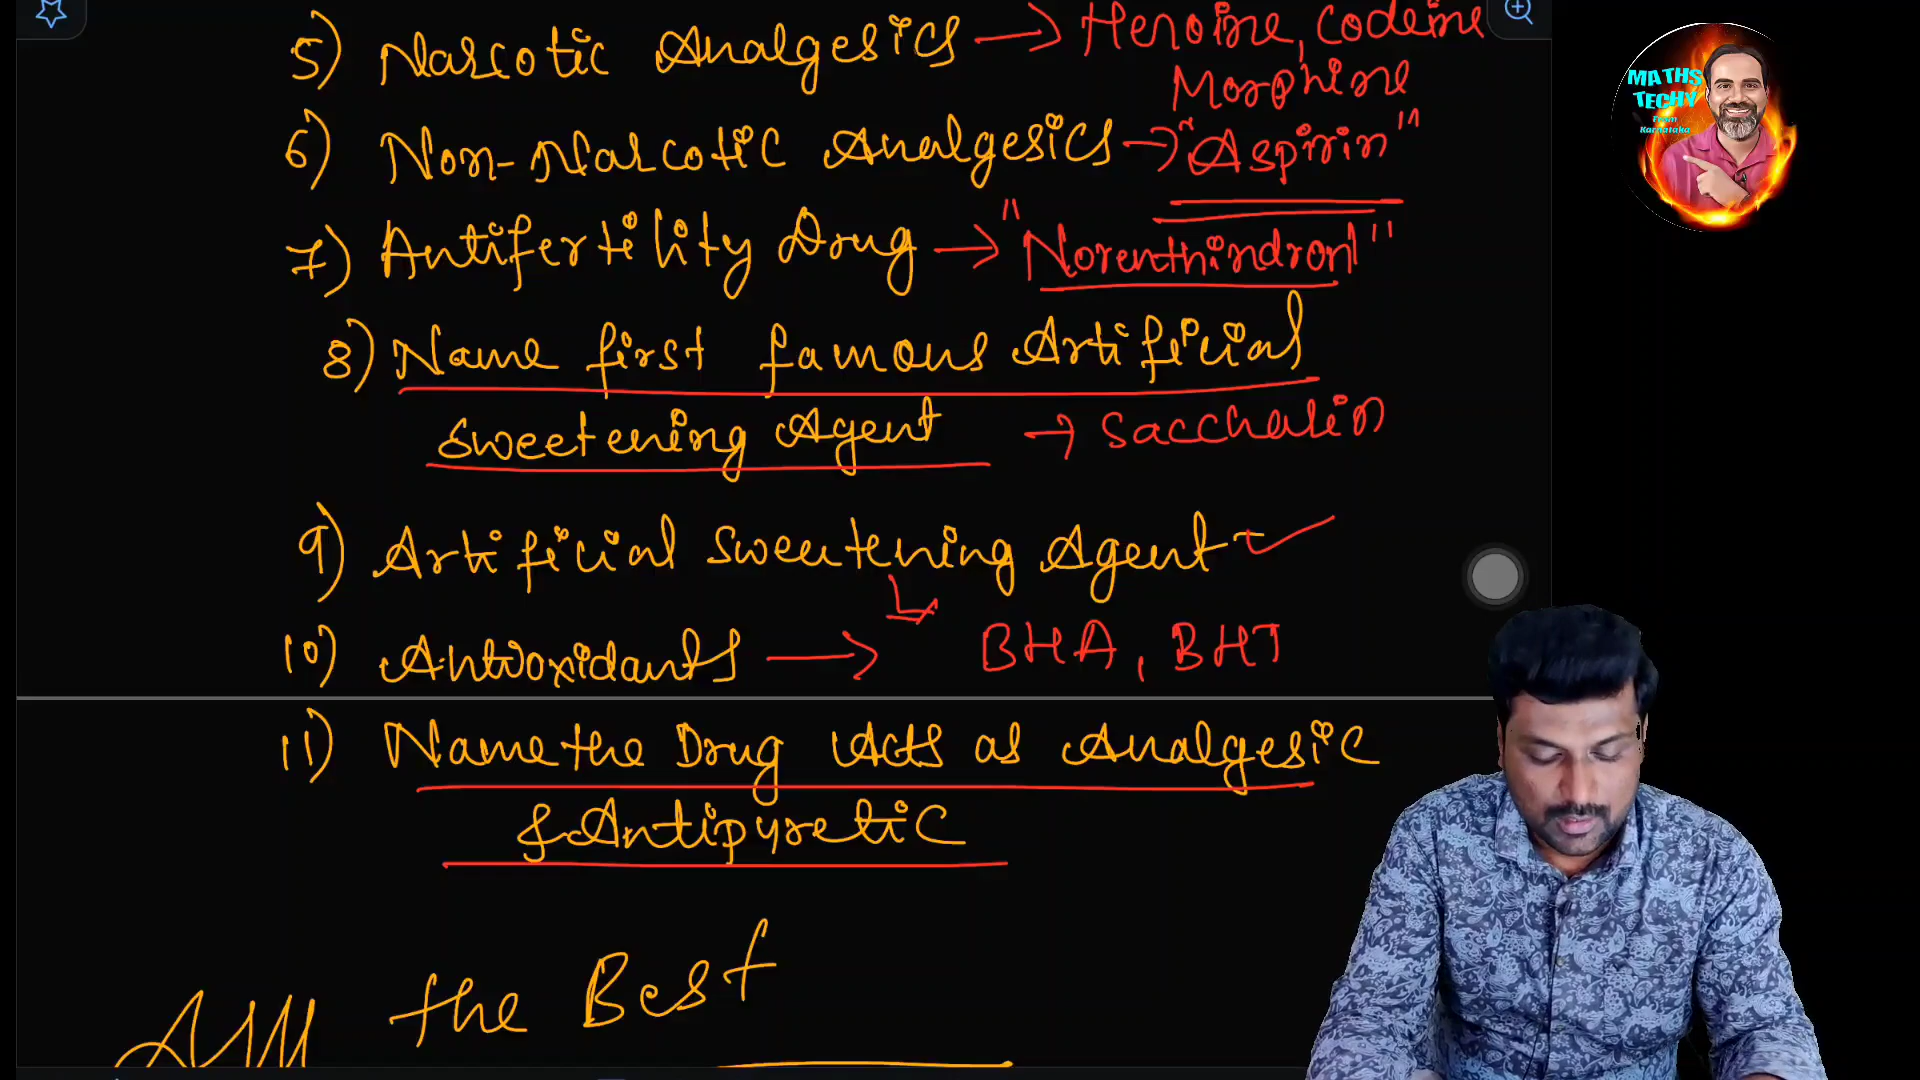 5) Narcotic Analgesics → Heroine, Codeine
Morphine
6) Non-Narcotic Analgesics → "Aspirin"
7) Antifertility Drug → "Norenthindron"
8) Name first famous Artificial
Sweetening Agent → Saccharin
9) Artificial Sweetening Agent
10) Antioxidants → BHA, BHT
11) Name the Drug Acts as Analgesic
& Antipyretic
All the Best
MATHS
TECHY
From
Karnataka